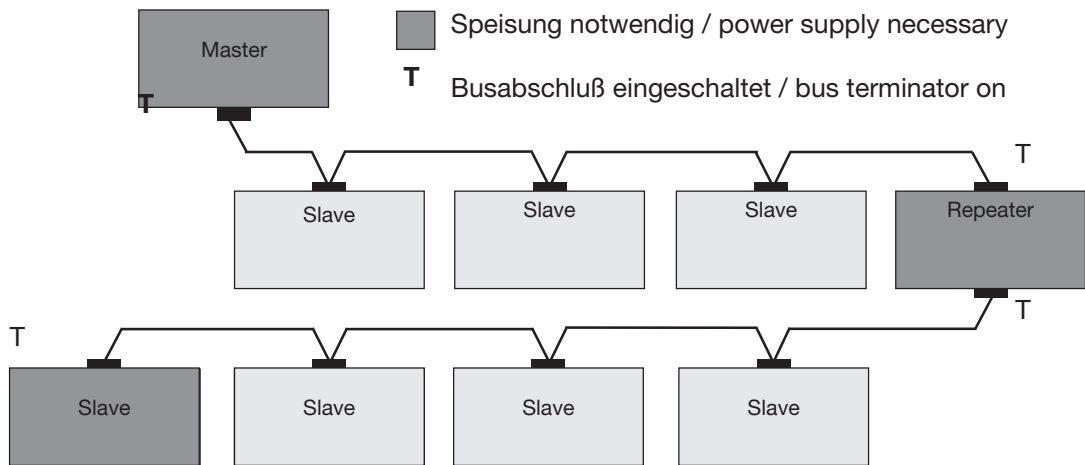 Master
Speisung notwendig / power supply necessary
T
T
Busabschluß eingeschaltet / bus terminator on
T
Slave
Slave
Slave
Repeater
T
T
Slave
Slave
Slave
Slave